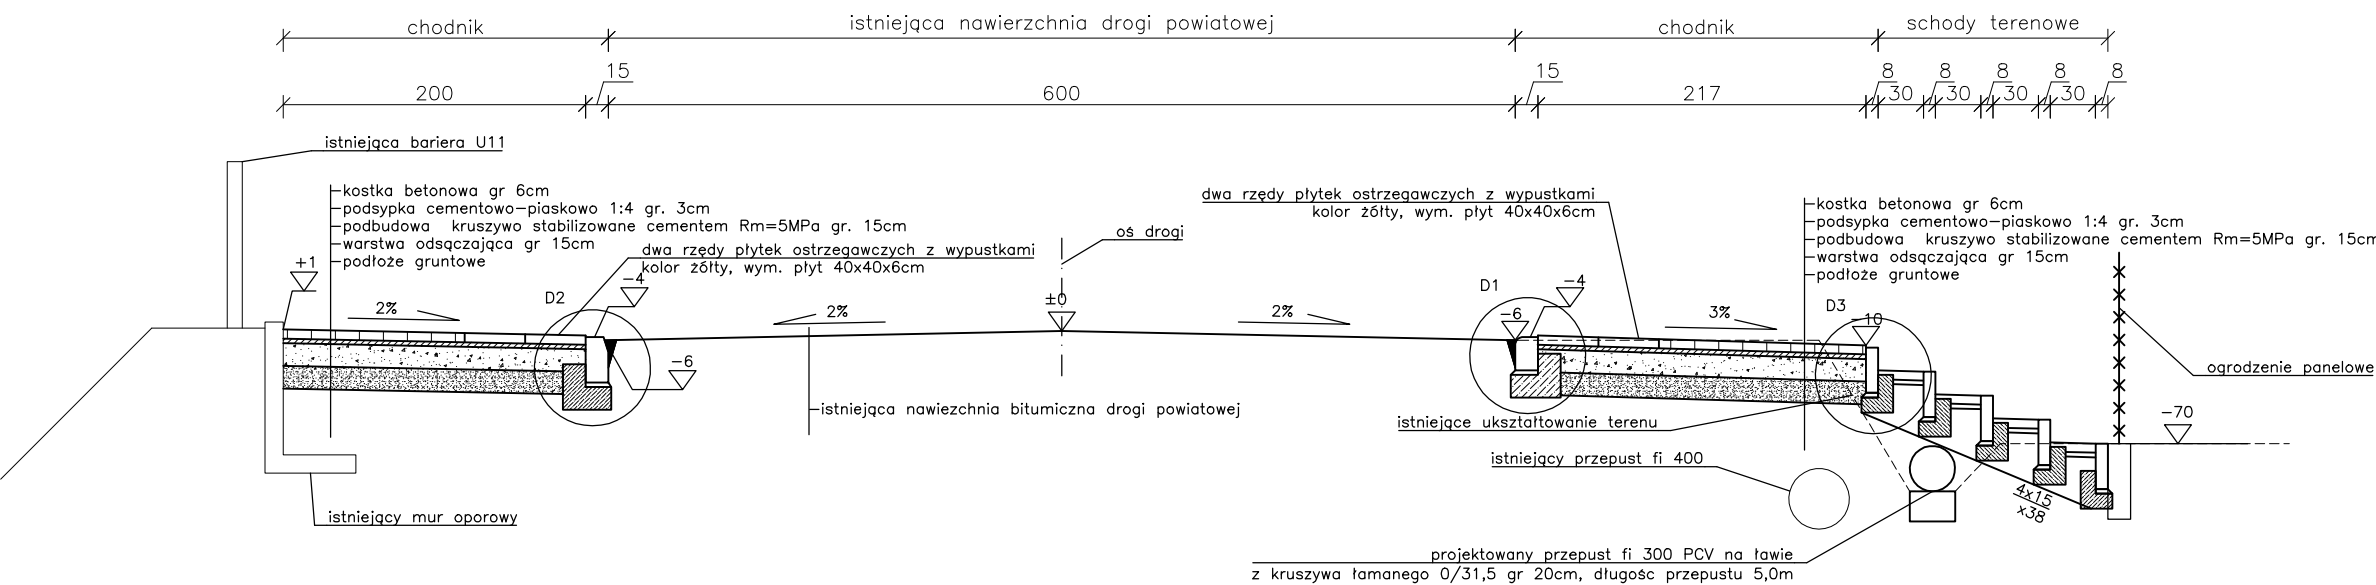 chodnik
istniejąca nawierzchnia drogi powiatowej
chodnik
schody terenowe
15
15
8
8
8
8
8
200
600
217
30
30
30
30
istniejąca bariera U11
kostka betonowa gr 6cm
podsypka cementowo-piaskowo 1:4 gr. 3cm
podbudowa kruszywo stabilizowane cementem Rm=5MPa gr. 15cm
warstwa odsączająca gr 15cm
podłoże gruntowe
dwa rzędy płytek ostrzegawczych z wypustkami
kolor żółty, wym. płyt 40x40x6cm
oś drogi
dwa rzędy płytek ostrzegawczych z wypustkami
kolor żółty, wym. płyt 40x40x6cm
kostka betonowa gr 6cm
podsypka cementowo-piaskowo 1:4 gr. 3cm
podbudowa kruszywo stabilizowane cementem Rm=5MPa gr. 15cm
warstwa odsączająca gr 15cm
podłoże gruntowe
+1
2%
D2
-4
-6
2%
±0
2%
D1
-4
-6
3%
D3
-10
ogrodzenie panelowe
-70
istniejąca nawiezchnia bitumiczna drogi powiatowej
istniejące ukształtowanie terenu
istniejący przepust fi 400
4x15
x38
istniejący mur oporowy
projektowany przepust fi 300 PCV na ławie
z kruszywa łamanego 0/31,5 gr 20cm, długośc przepustu 5,0m